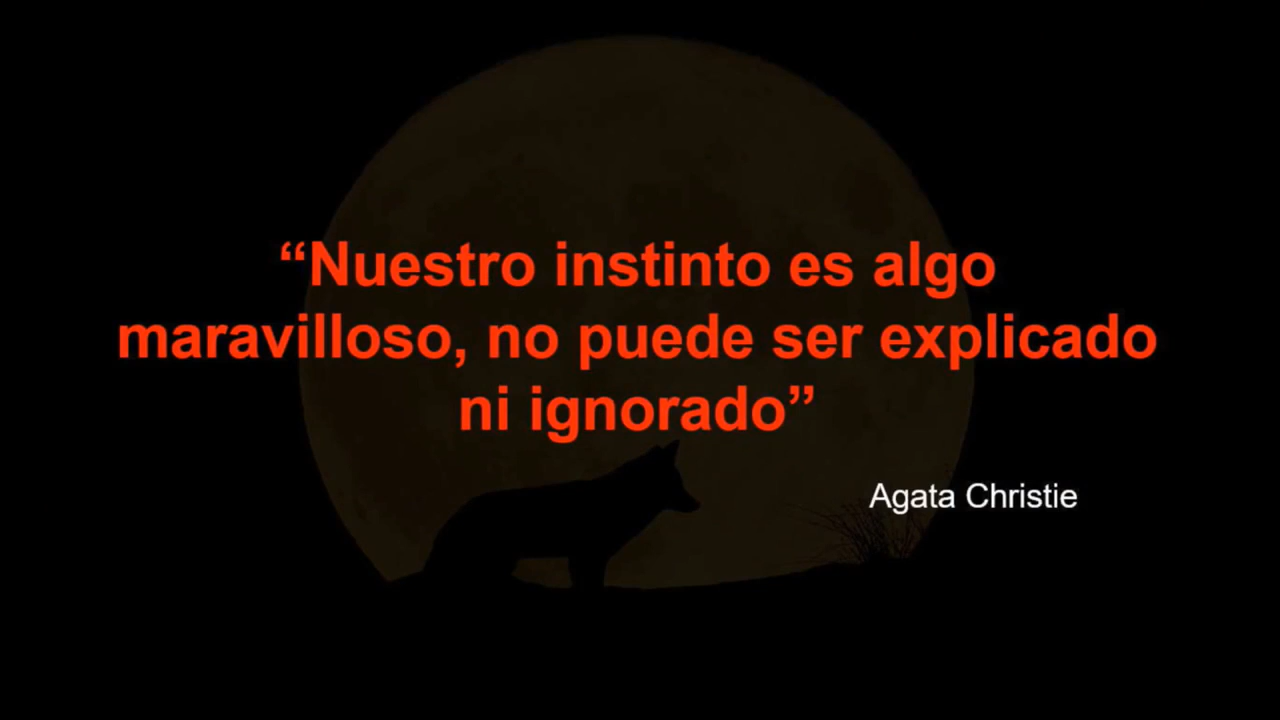 “Nuestro instinto es algo
maravilloso, no puede ser explicado
ni ignorado”
Agata Christie